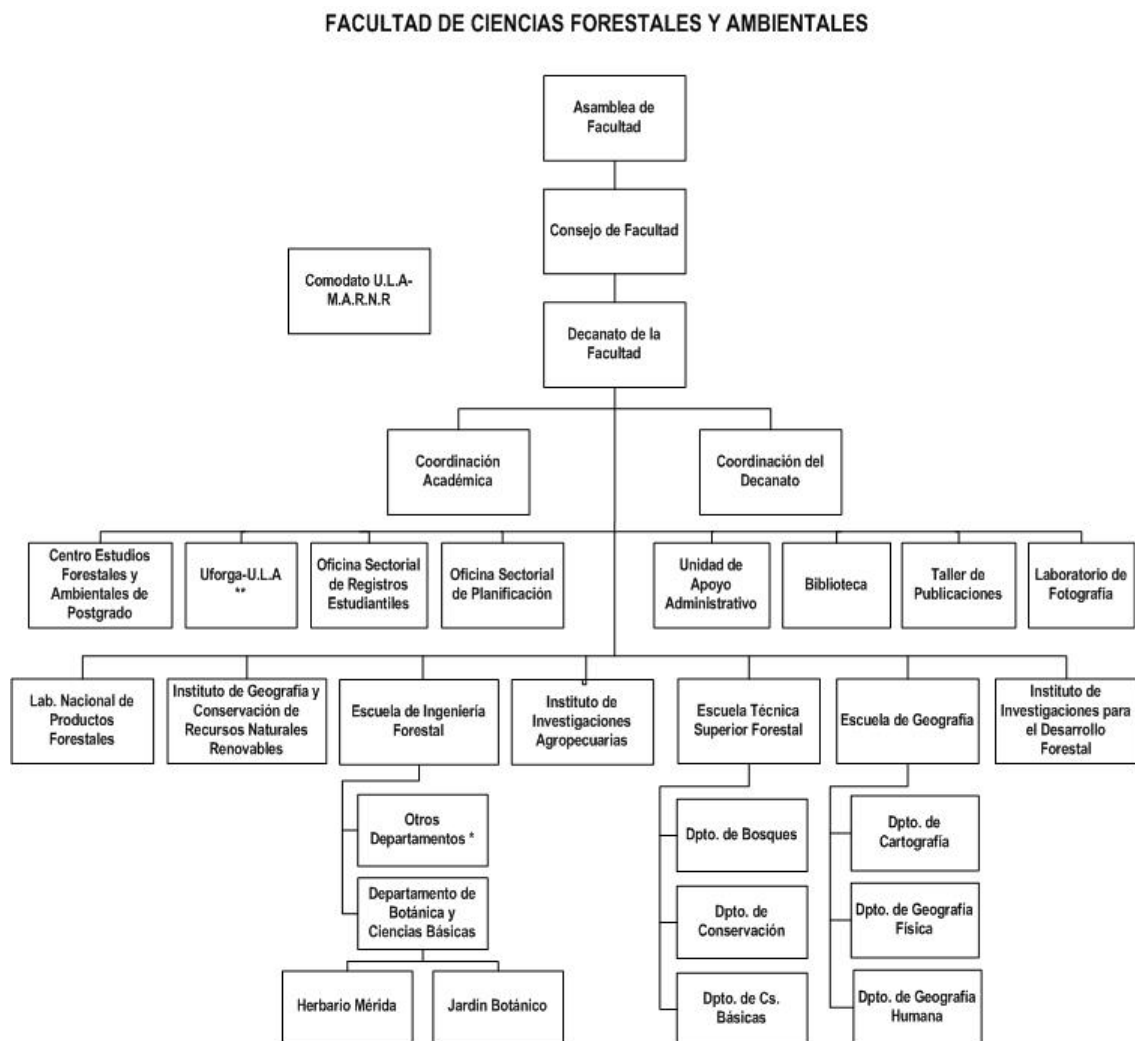 FACULTAD DE CIENCIAS FORESTALES Y AMBIENTALES
Asamblea de
Facultad
Consejo de Facultad
Comodato U.L.A-
M.A.R.N.R
Decanato de la
Facultad
Coordinación
Académica
Coordinación del
Decanato
Centro Estudios
Forestales y
Ambientales de
Postgrado
Uforga-U.L.A
**
Oficina Sectorial
de Registros
Estudiantiles
Oficina Sectorial
de Planificación
Unidad de
Apoyo
Administrativo
Biblioteca
Taller de
Publicaciones
Laboratorio de
Fotografía
Lab. Nacional de
Productos
Forestales
Instituto de Geografía y
Conservación de
Recursos Naturales
Renovables
Escuela de Ingeniería
Forestal
Instituto de
Investigaciones
Agropecuarias
Escuela Técnica
Superior Forestal
Escuela de Geografía
Instituto de
Investigaciones para
el Desarrollo
Forestal
Otros
Departamentos *
Departamento de
Botánica y
Ciencias Básicas
Herbario Mérida
Jardín Botánico
Dpto. de Bosques
Dpto. de
Conservación
Dpto. de Cs.
Básicas
Dpto. de
Cartografía
Dpto. de Geografía
Física
Dpto. de Geografía
Humana